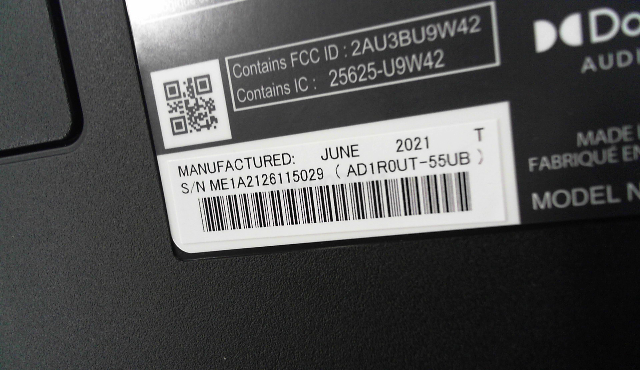 Contains FCC ID : 2AU3BU9W42
Contains IC : 25625-U9W42
AUDI
MANUFACTURED: JUNE 2021 T
S/N ME1A2126115029 ( AD1R0UT-55UB )
MADE
FABRIQUÉ EN
MODEL N